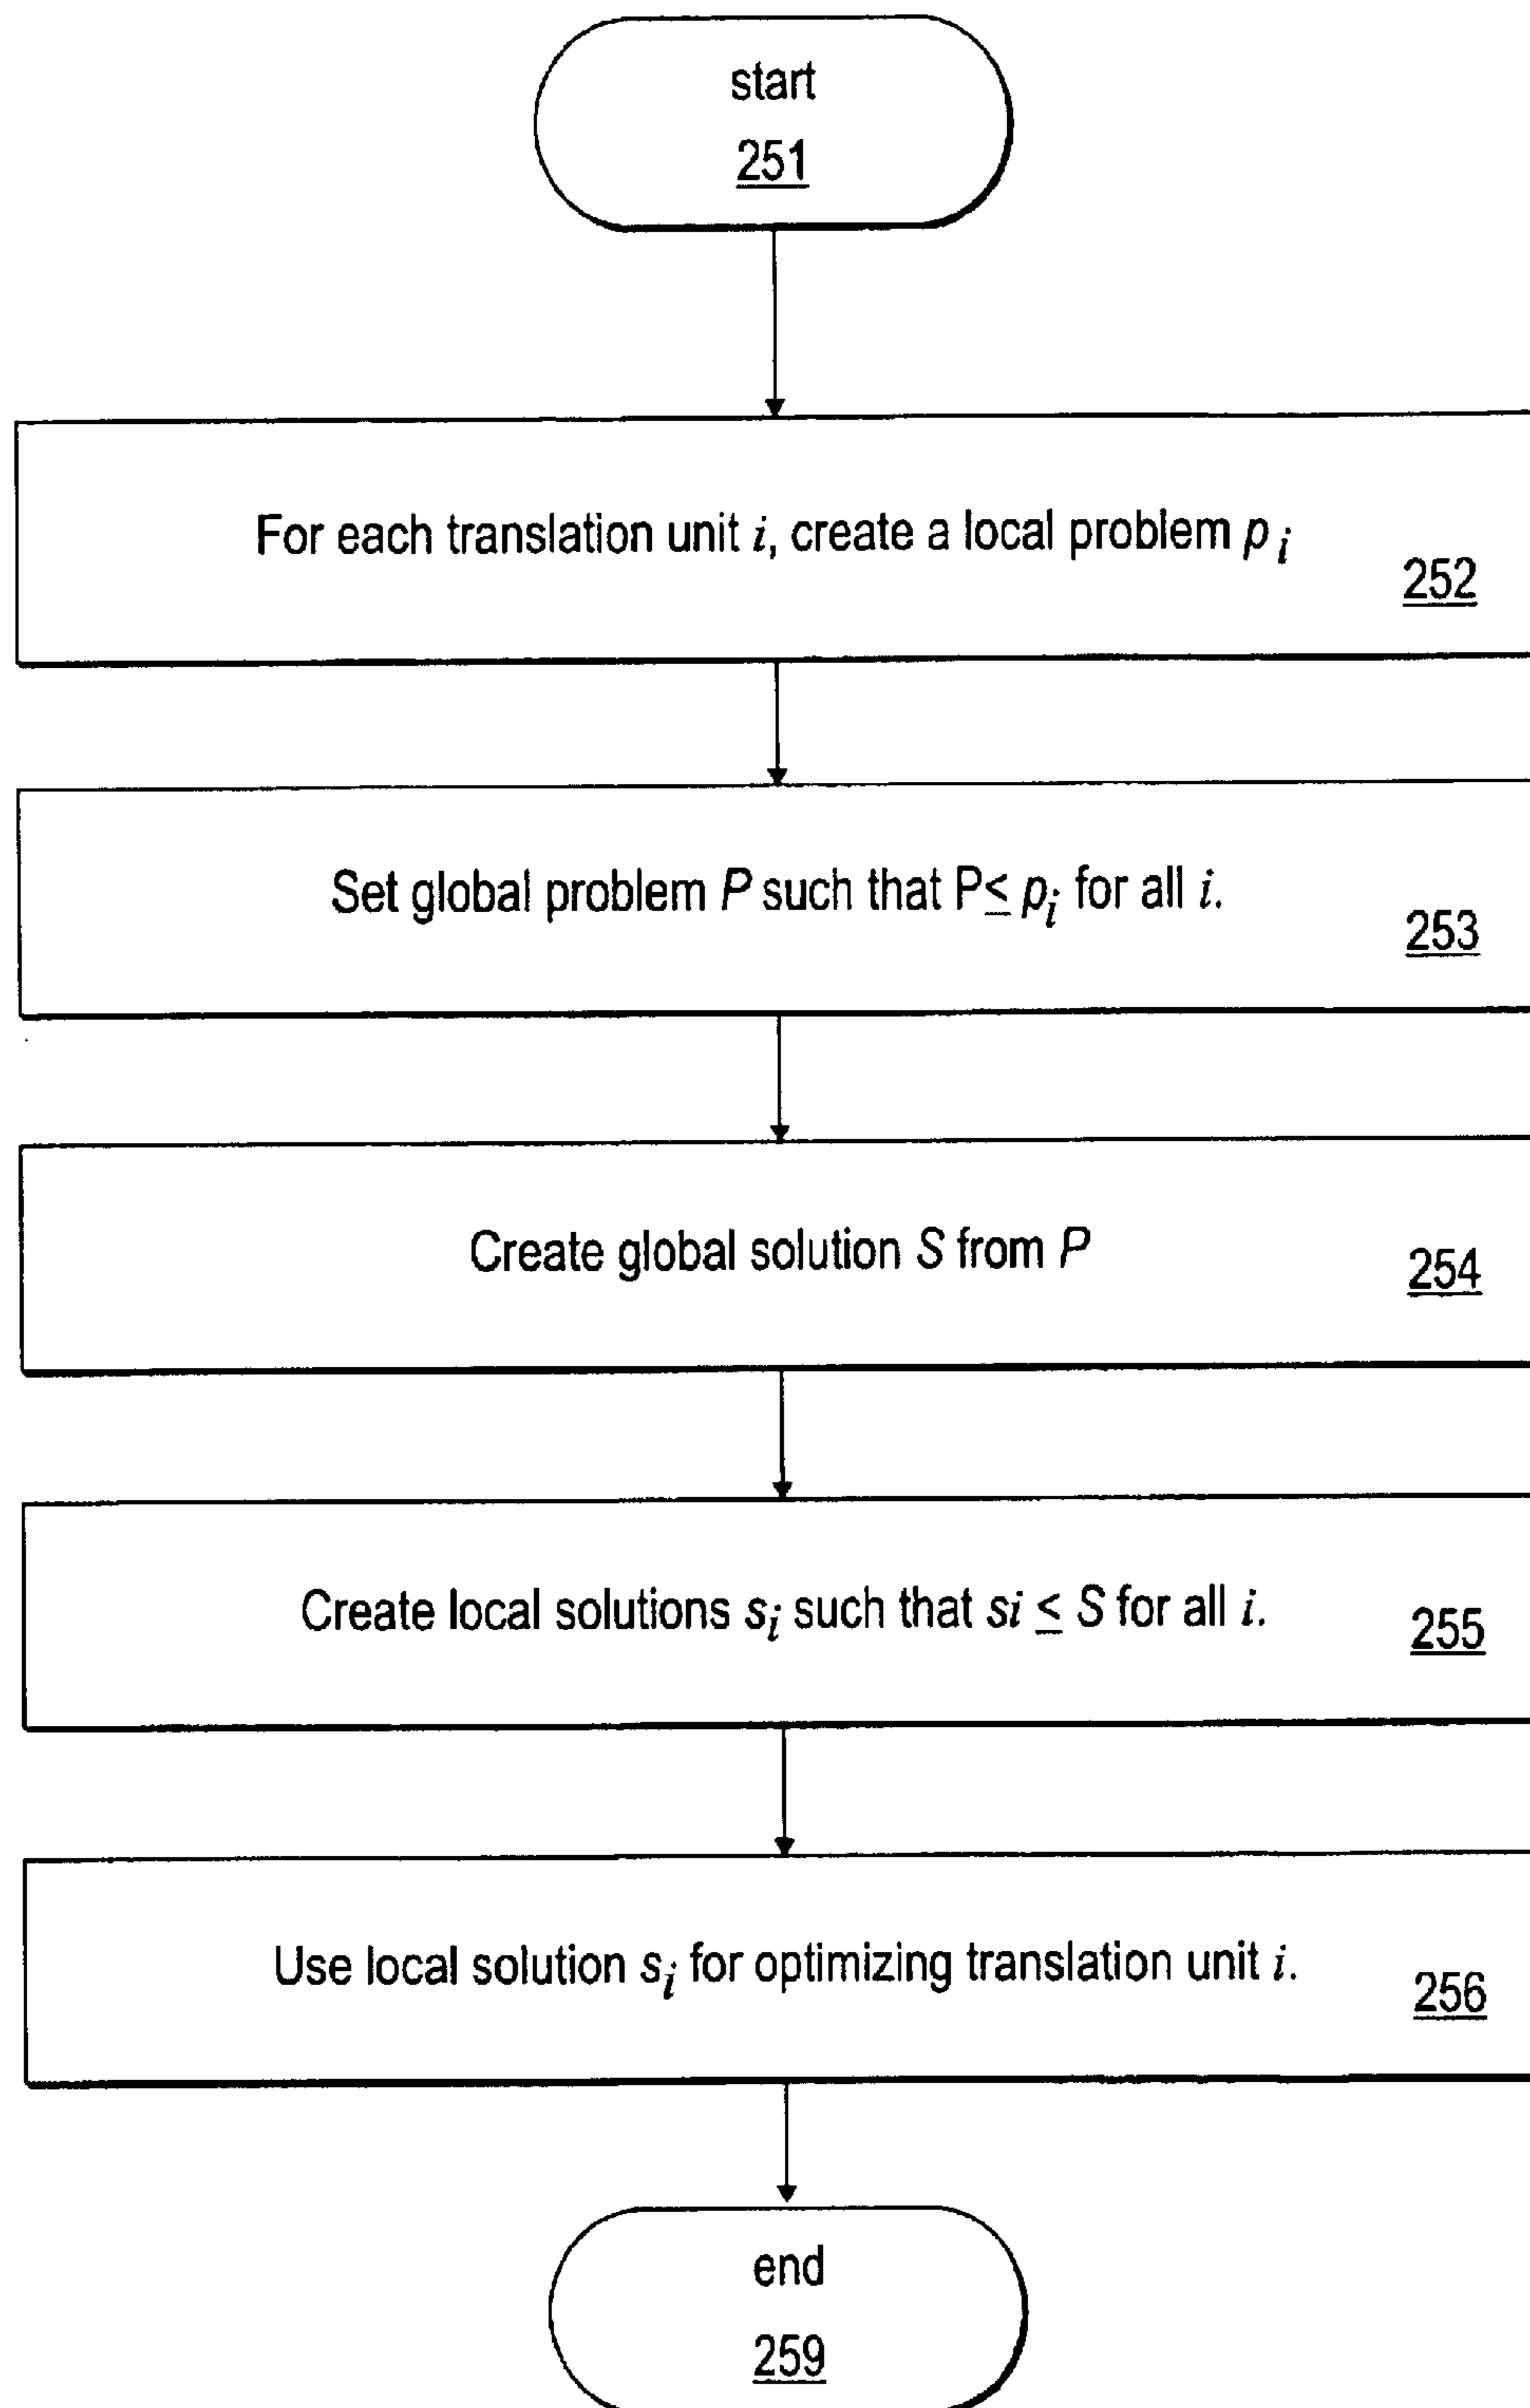 start
251
For each translation unit i, create a local problem p i
252
Set global problem P such that P≤ pi for all i.
253
Create global solution S from P
254
Create local solutions si such that si ≤ S for all i.
255
Use local solution si for optimizing translation unit i.
256
end
259